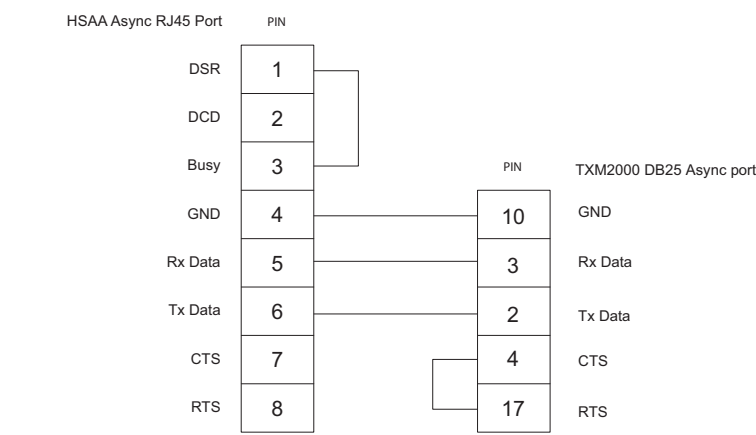 HSAA Async RJ45 Port PIN
DSR 1
DCD 2
Busy 3
PIN TXM2000 DB25 Async port
GND 4 10 GND
Rx Data 5 3 Rx Data
Tx Data 6 2 Tx Data
CTS 7 4 CTS
RTS 8 17 RTS